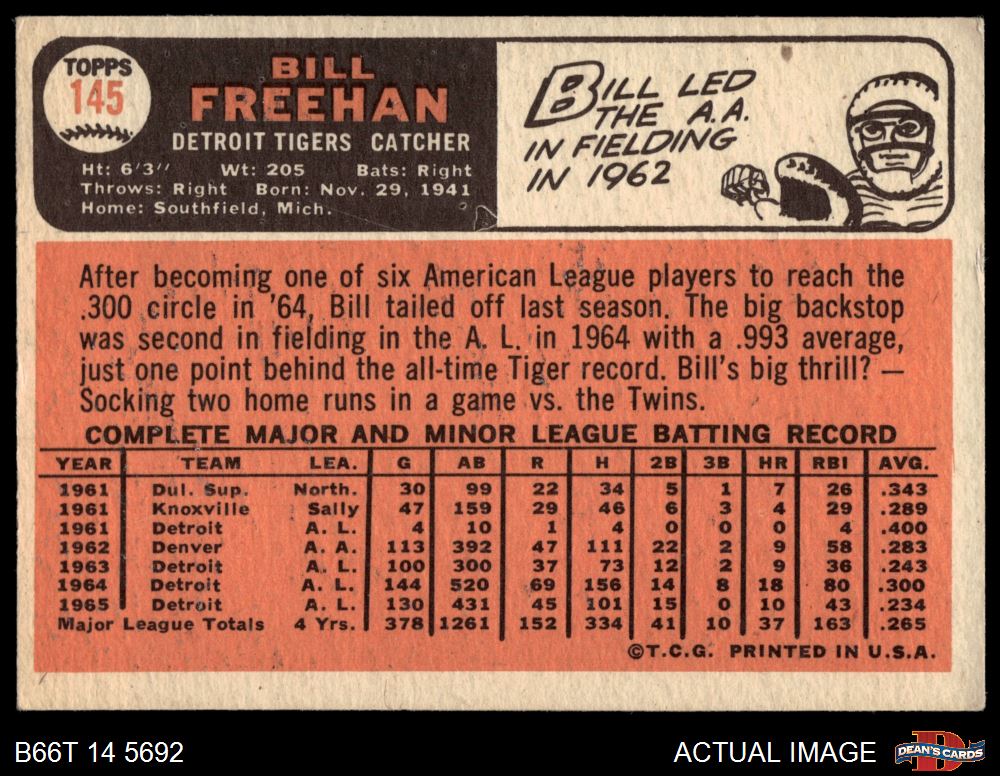 TOPPS
145
BILL
FREEHAN
DETROIT TIGERS CATCHER
Ht: 6'3" Wt: 205 Bats: Right
Throws: Right Born: Nov. 29, 1941
Home: Southfield, Mich.
BILL LED
THE A.A.
IN FIELDING
IN 1962
After becoming one of six American League players to reach the
.300 circle in '64, Bill tailed off last season. The big backstop
was second in fielding in the A. L. in 1964 with a .993 average,
just one point behind the all-time Tiger record. Bill's big thrill? —
Socking two home runs in a game vs. the Twins.
COMPLETE MAJOR AND MINOR LEAGUE BATTING RECORD
YEAR TEAM LEA. G AB R H 2B 3B HR RBI AVG.
1961 Dul. Sup. North. 30 99 22 34 5 1 7 26 .343
1961 Knoxville Sally 47 159 29 46 6 3 4 29 .289
1961 Detroit A. L. 4 10 1 4 0 0 0 4 .400
1962 Denver A. A. 113 392 47 111 22 2 9 58 .283
1963 Detroit A. L. 100 300 37 73 12 2 9 36 .243
1964 Detroit A. L. 144 520 69 156 14 8 18 80 .300
1965 Detroit A. L. 130 431 45 101 15 0 10 43 .234
Major League Totals 4 Yrs. 378 1261 152 334 41 10 37 163 .265
©T.C.G. PRINTED IN U.S.A.
B66T 14 5692
ACTUAL IMAGE
D
DEAN'S CARDS